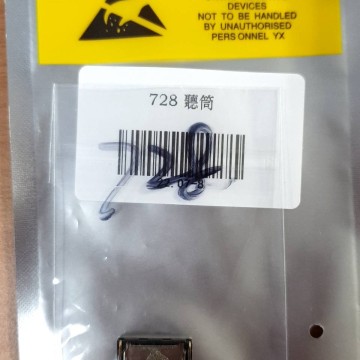 DEVICES
NOT TO BE HANDLED
BY UNAUTHORISED
PERSONNEL YX
728 聽筒
728